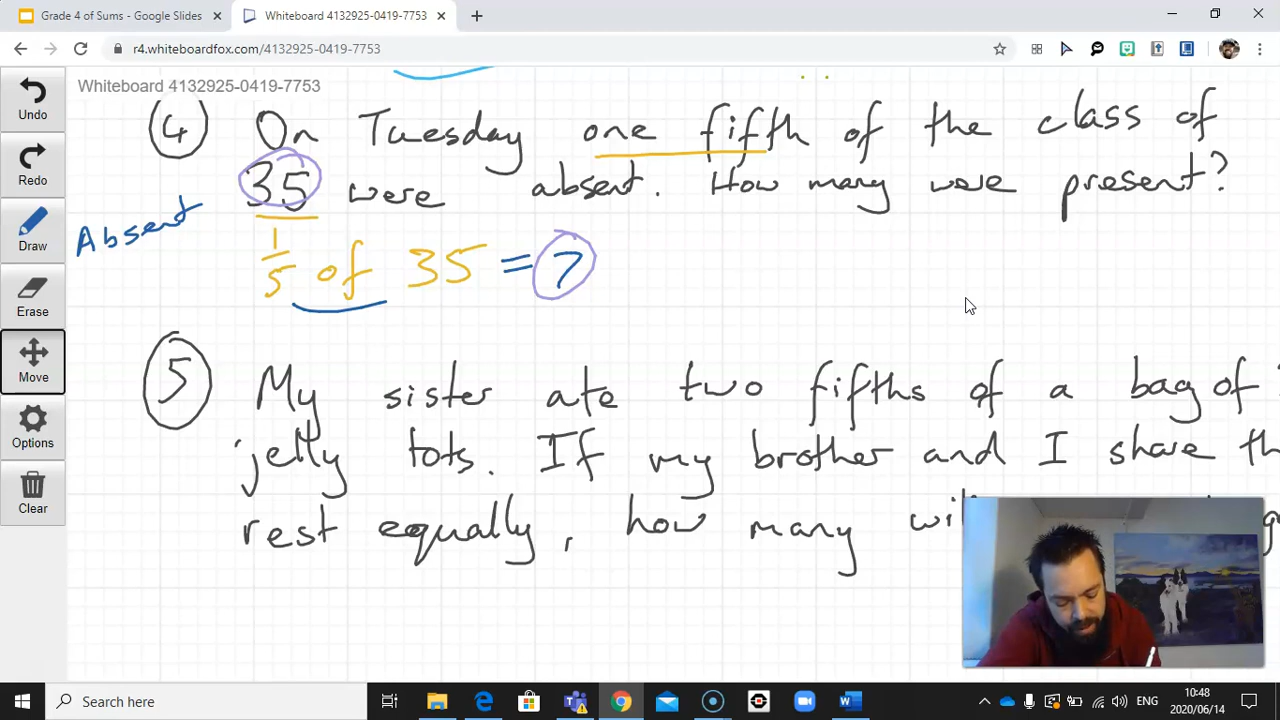 Grade 4 of Sums - Google Slides
Whiteboard 4132925-0419-7753
r4.whiteboardfox.com/4132925-0419-7753
Whiteboard 4132925-0419-7753
Undo
Redo
Draw
Erase
Move
Options
Clear
4 On Tuesday one fifth of the class of
35 were absent. How many were present?
Absent
1/5 of 35 = 7
5 My sister ate two fifths of a bag of
jelly tots. If my brother and I share th
rest equally, how many wil
Search here
ENG
10:48
2020/06/14